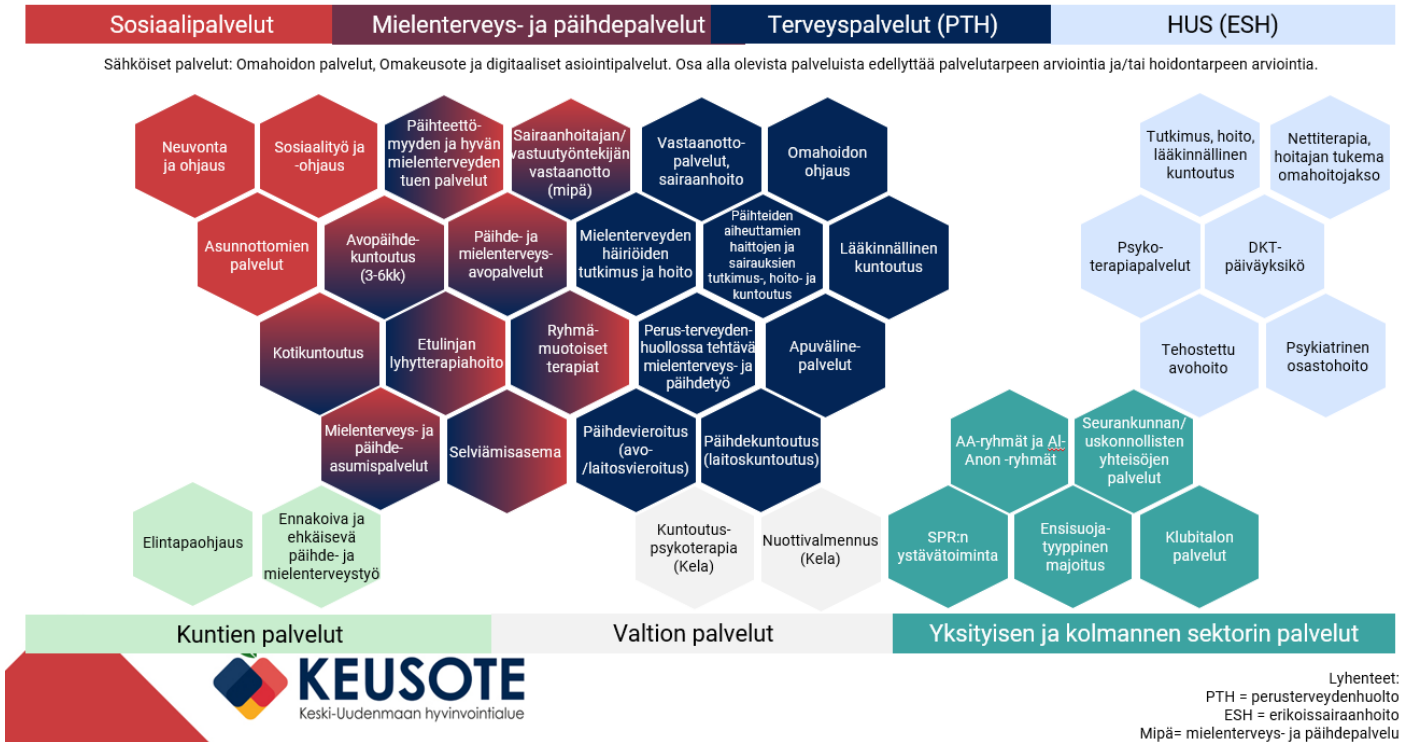 Sosiaalipalvelut
Mielenterveys- ja päihdepalvelut
Terveyspalvelut (PTH)
HUS (ESH)
Sähköiset palvelut: Omahoidon palvelut, Omakeusote ja digitaaliset asiointipalvelut. Osa alla olevista palveluista edellyttää palvelutarpeen arviointia ja/tai hoidontarpeen arviointia.
Neuvonta
ja ohjaus
Sosiaalityö ja
-ohjaus
Päihteettö-
myyden ja hyvän
mielenterveyden
tuen palvelut
Sairaanhoitajan/
vastuutyöntekijän
vastaanotto
(mipä)
Vastaanotto-
palvelut,
sairaanhoito
Omahoidon
ohjaus
Tutkimus, hoito,
lääkinnällinen
kuntoutus
Nettiterapia,
hoitajan tukema
omahoitojakso
Asunnottomien
palvelut
Avopäihde-
kuntoutus
(3-6kk)
Päihde- ja
mielenterveys-
avopalvelut
Mielenterveyden
häiriöiden
tutkimus ja hoito
Päihteiden
aiheuttamien
haittojen ja
sairauksien
tutkimus-, hoito- ja
kuntoutus
Lääkinnällinen
kuntoutus
Psyko-
terapiapalvelut
DKT-
päiväyksikö
Kotikuntoutus
Etulinjan
lyhytterapiahoito
Ryhmä-
muotoiset
terapiat
Perus-terveyden-
huollossa tehtävä
mielenterveys- ja
päihdetyö
Apuväline-
palvelut
Tehostettu
avohoito
Psykiatrinen
osastohoito
Mielenterveys- ja
päihde-
asumispalvelut
Selviämisasema
Päihdevieroitus
(avo-
/laitosvieroitus)
Päihdekuntoutus
(laitoskuntoutus)
AA-ryhmät ja Al-
Anon -ryhmät
Seurankunnan/
uskonnollisten
yhteisöjen
palvelut
Elintapaohjaus
Ennakoiva ja
ehkäisevä
päihde- ja
mielenterveystyö
Kuntoutus-
psykoterapia
(Kela)
Nuottivalmennus
(Kela)
SPR:n
ystävätoiminta
Ensisuoja-
tyyppinen
majoitus
Klubitalon
palvelut
Kuntien palvelut
Valtion palvelut
Yksityisen ja kolmannen sektorin palvelut
KEUSOTE
Keski-Uudenmaan hyvinvointialue
Lyhenteet:
PTH = perusterveydenhuolto
ESH = erikoissairaanhoito
Mipä= mielenterveys- ja päihdepalvelu